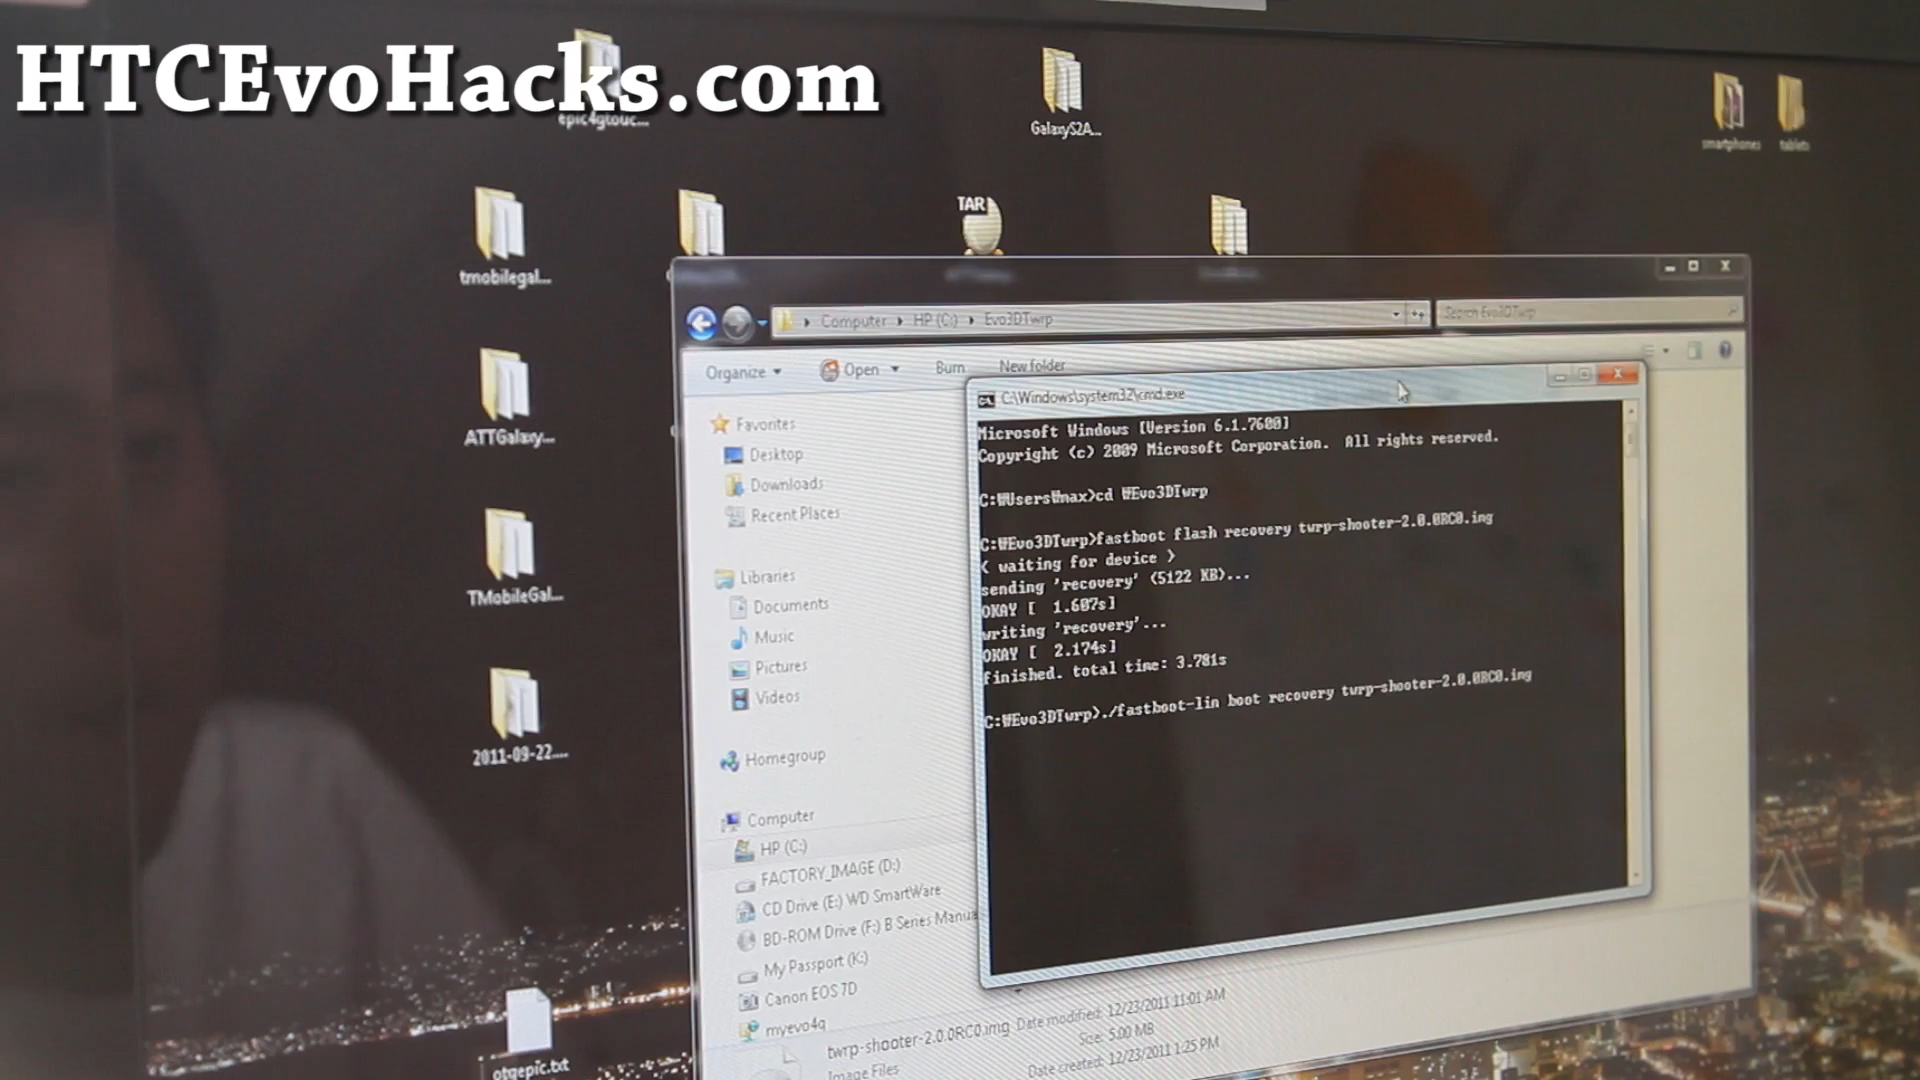 HTCEvoHacks.com
epic4gtouc...
GalaxyS2A...
smartphones
tablets
TAR
tmobilegal...
ATTGalaxy...
TMobileGal...
2011-09-22....
otgepic.txt
Computer
HP (C:)
Evo3DTwrp
Search Evo3DTwrp
Organize
Open
Burn
New folder
Favorites
Desktop
Downloads
Recent Places
Libraries
Documents
Music
Pictures
Videos
Homegroup
Computer
HP (C:)
FACTORY_IMAGE (D:)
CD Drive (E:) WD SmartWare
BD-ROM Drive (F:) B Series Manua
My Passport (K:)
Canon EOS 7D
myevo4g
C:\Windows\system32\cmd.exe
Microsoft Windows [Version 6.1.7600]
Copyright (c) 2009 Microsoft Corporation.  All rights reserved.
C:₩Users₩max>cd ₩Evo3DTwrp
C:₩Evo3DTwrp>fastboot flash recovery twrp-shooter-2.0.0RC0.img
< waiting for device >
sending 'recovery' (5122 KB)...
OKAY [  1.607s]
writing 'recovery'...
OKAY [  2.174s]
finished. total time: 3.781s
C:₩Evo3DTwrp>./fastboot-lin boot recovery twrp-shooter-2.0.0RC0.img
twrp-shooter-2.0.0RC0.img Date modified: 12/23/2011 11:01 AM
Image Files
Size: 5.00 MB
Date created: 12/23/2011 1:25 PM